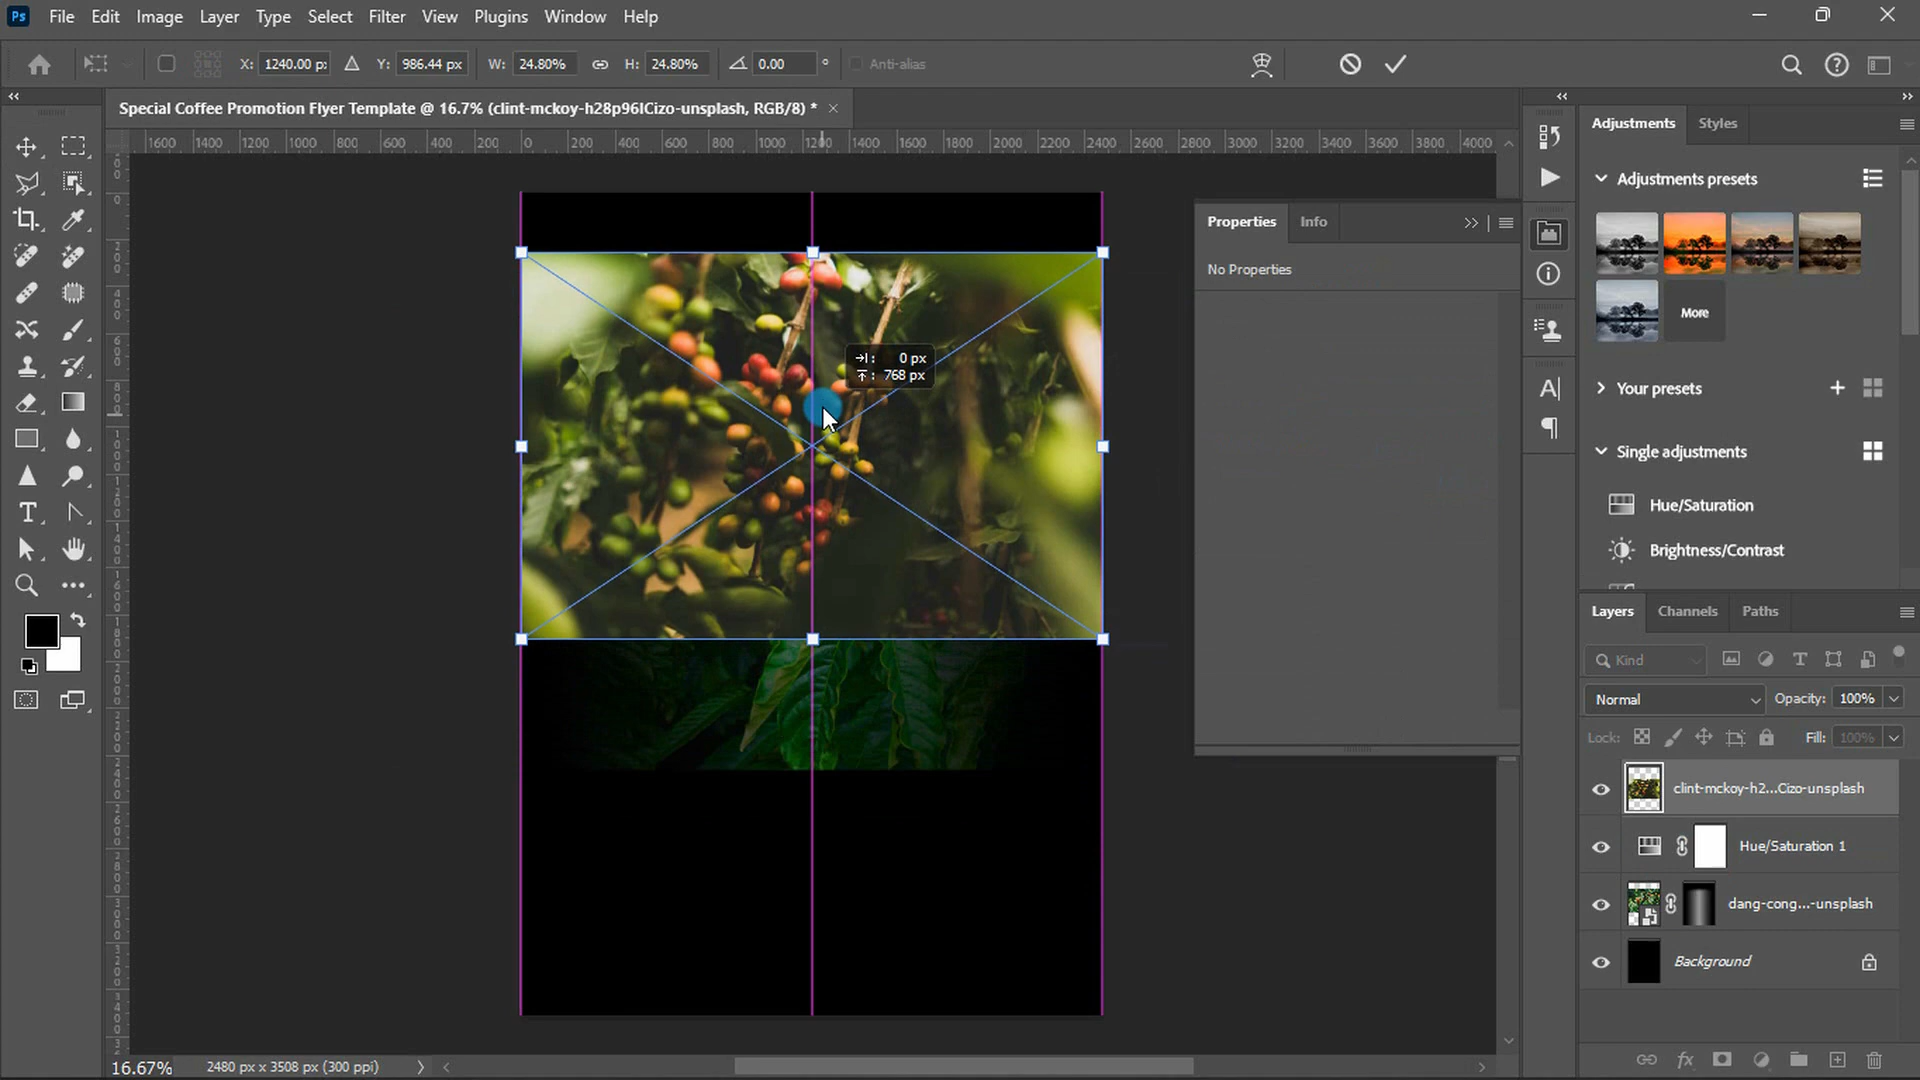 Ps File Edit Image Layer Type Select Filter View Plugins Window Help
X: 1240.00 p Y: 986.44 px W: 24.80% H: 24.80% 0.00 ° Anti-alias
Special Coffee Promotion Flyer Template @ 16.7% (clint-mckoy-h28p96lCizo-unsplash, RGB/8) *
1600 1400 1200 1000 800 600 400 200 0 200 400 600 800 1000 1200 1400 1600 1800 2000 2200 2400 2600 2800 3000 3200 3400 3600 3800 4000
Properties Info
No Properties
: 0 px
: 768 px
Adjustments Styles
Adjustments presets
More
Your presets
Single adjustments
Hue/Saturation
Brightness/Contrast
Layers Channels Paths
Kind
Normal Opacity: 100%
Lock: Fill: 100%
clint-mckoy-h2...Cizo-unsplash
Hue/Saturation 1
dang-cong...-unsplash
Background
16.67% 2480 px x 3508 px (300 ppi)